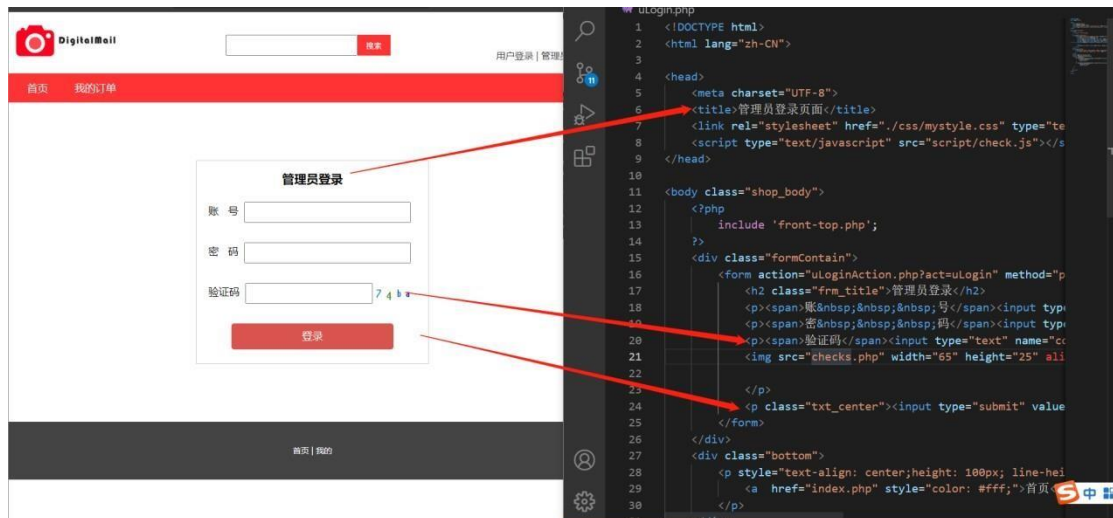 DigitalMall
搜索
用户登录 | 管理
首页 我的订单
管理员登录
账 号
密 码
验证码
7 4 b a
登录
首页 | 我的
uLogin.php
1 <!DOCTYPE html>
2 <html lang="zh-CN">
3
4 <head>
5 <meta charset="UTF-8">
6 <title>管理员登录页面</title>
7 <link rel="stylesheet" href="./css/mystyle.css" type="te
8 <script type="text/javascript" src="script/check.js"></s
9 </head>
10
11 <body class="shop_body">
12 <?php
13 include 'front-top.php';
14 ?>
15 <div class="formContain">
16 <form action="uLoginAction.php?act=uLogin" method="p
17 <h2 class="frm_title">管理员登录</h2>
18 <p><span>账&nbsp;&nbsp;&nbsp;号</span><input typ
19 <p><span>密&nbsp;&nbsp;&nbsp;码</span><input typ
20 <p><span>验证码</span><input type="text" name="co
21 <img src="checks.php" width="65" height="25" ali
22
23 </p>
24 <p class="txt_center"><input type="submit" value
25 </form>
26 </div>
27 <div class="bottom">
28 <p style="text-align: center;height: 100px; line-hei
29 <a href="index.php" style="color: #fff;">首页<
30 </p>
11
中